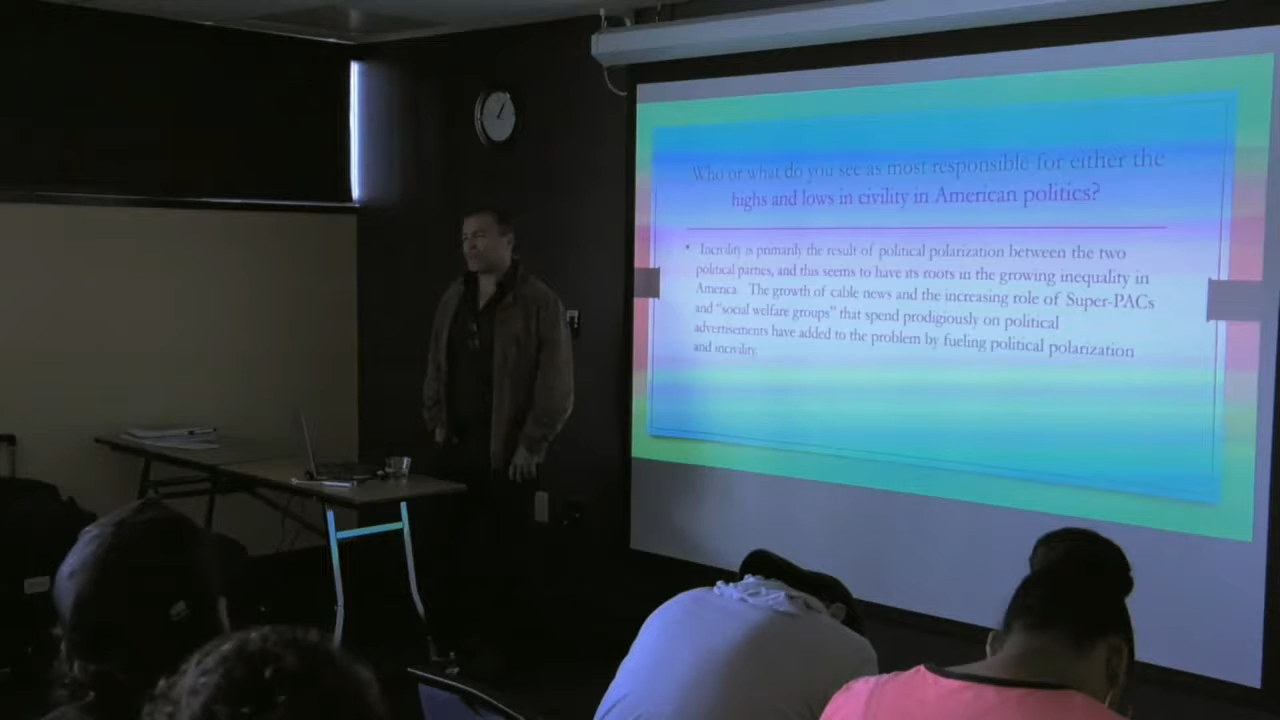 Who or what do you see as most responsible for either the
highs and lows in civility in American politics?
• Incivility is primarily the result of political polarization between the two
political parties, and this seems to have its roots in the growing inequality in
America. The growth of cable news and the increasing role of Super-PACs
and “social welfare groups” that spend prodigiously on political
advertisements have added to the problem by fueling political polarization
and incivility.